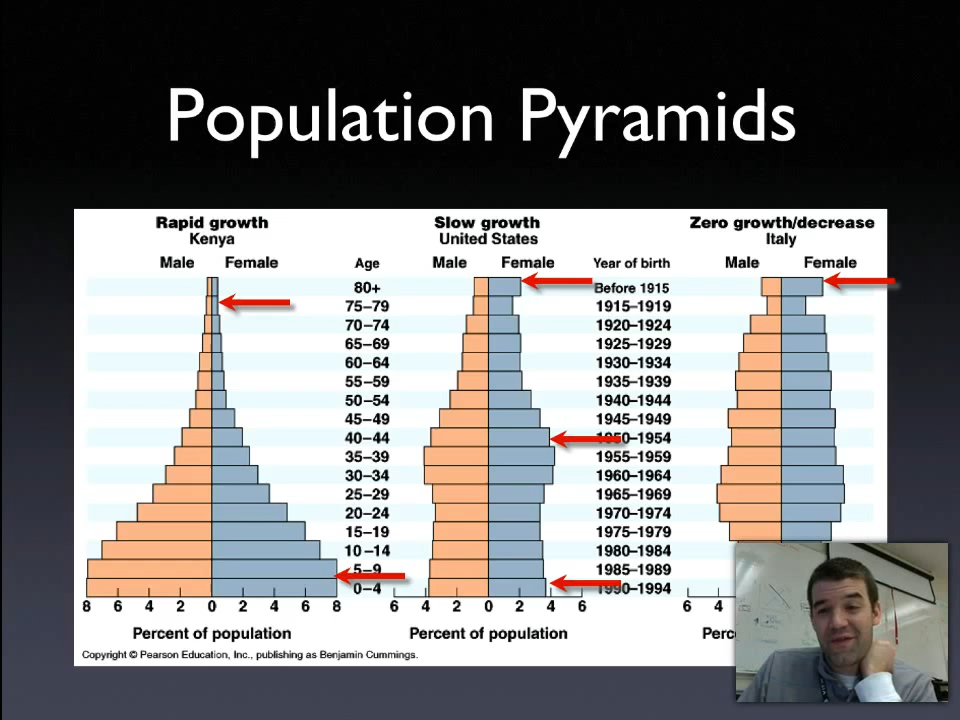 Population Pyramids
Rapid growth
Kenya
Male Female
Slow growth
United States
Male Female
Zero growth/decrease
Italy
Male Female
Age
80+
75–79
70–74
65–69
60–64
55–59
50–54
45–49
40–44
35–39
30–34
25–29
20–24
15–19
10–14
5–9
0–4
Year of birth
Before 1915
1915–1919
1920–1924
1925–1929
1930–1934
1935–1939
1940–1944
1945–1949
1950–1954
1955–1959
1960–1964
1965–1969
1970–1974
1975–1979
1980–1984
1985–1989
1990–1994
8 6 4 2 0 2 4 6 8
6 4 2 0 2 4 6
6 4
Percent of population
Percent of population
Perc
Copyright © Pearson Education, Inc., publishing as Benjamin Cummings.